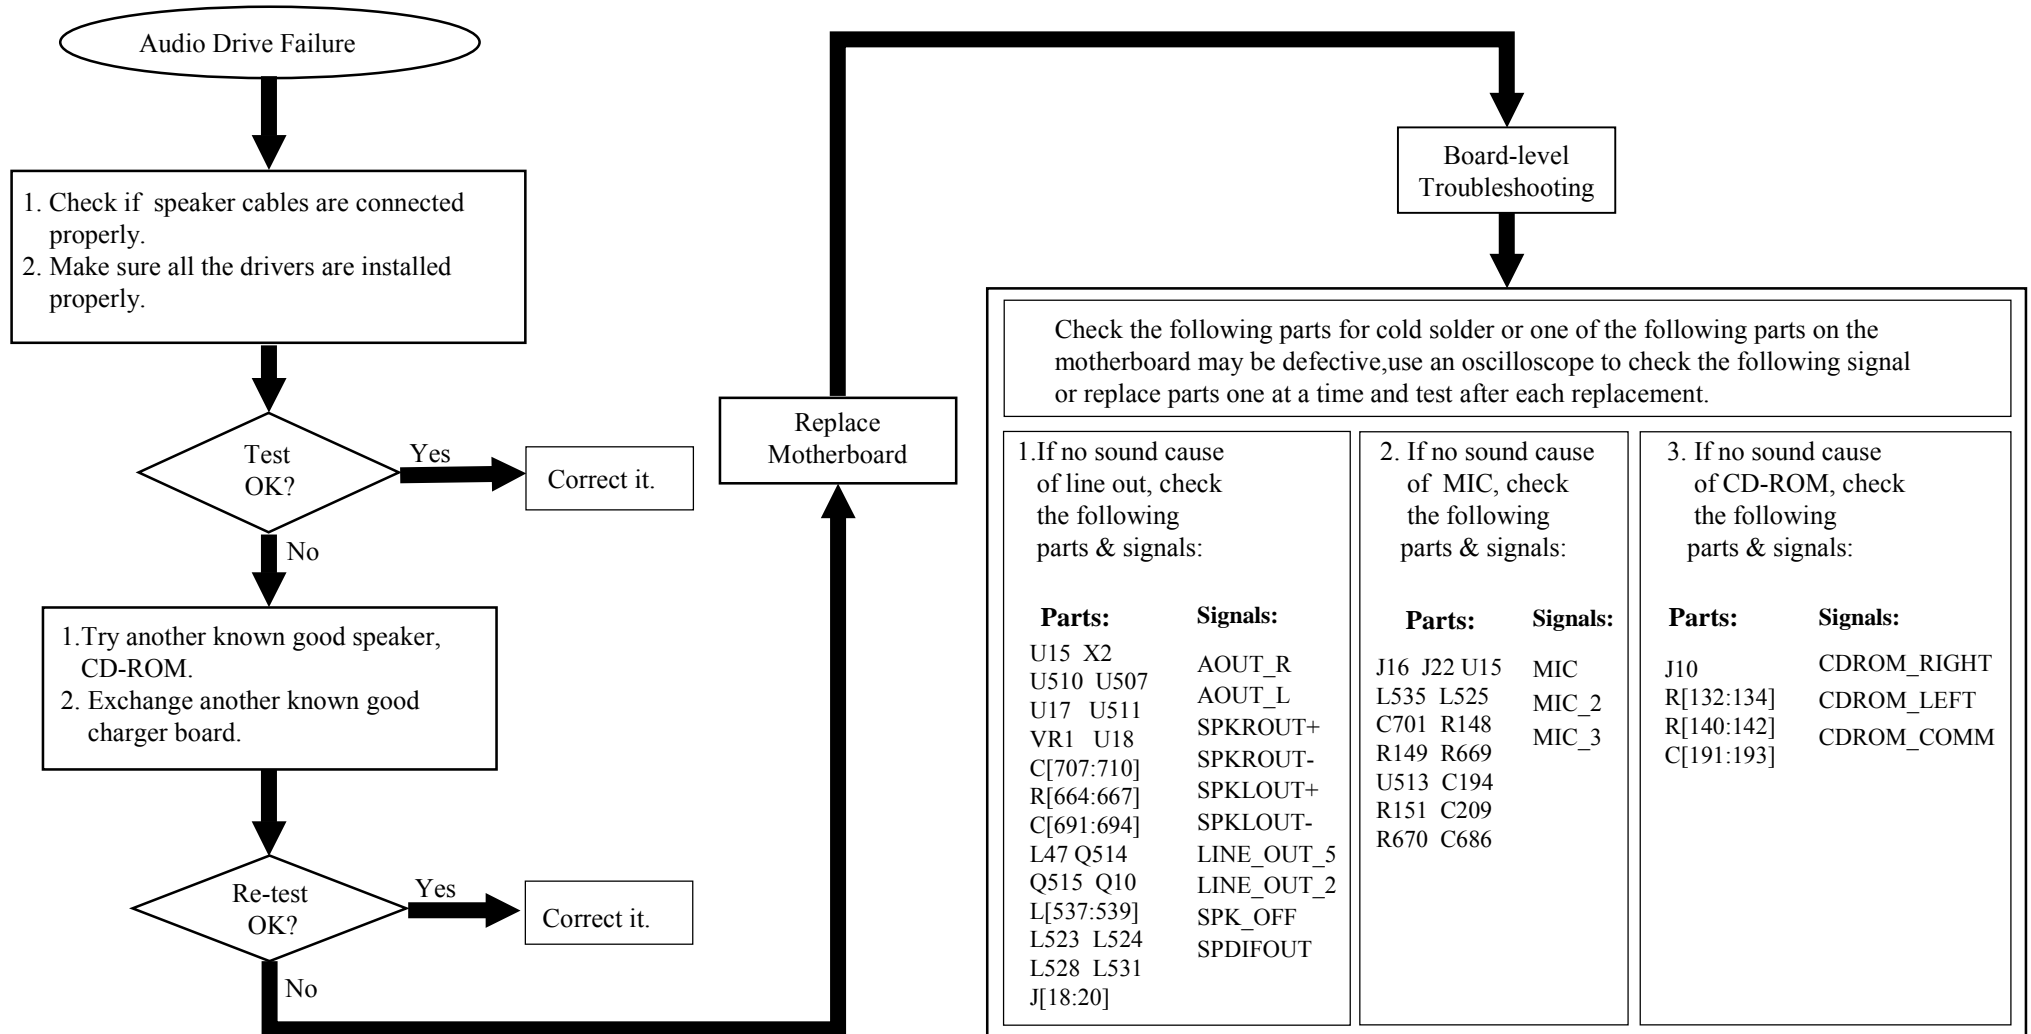 Audio Drive Failure
1. Check if speaker cables are connected
properly.
2. Make sure all the drivers are installed
properly.
Test
OK?
Yes
Correct it.
No
1.Try another known good speaker,
CD-ROM.
2. Exchange another known good
charger board.
Re-test
OK?
Yes
Correct it.
No
Replace
Motherboard
Board-level
Troubleshooting
Check the following parts for cold solder or one of the following parts on the
motherboard may be defective,use an oscilloscope to check the following signal
or replace parts one at a time and test after each replacement.
1.If no sound cause
of line out, check
the following
parts & signals:
Parts:
U15 X2
U510 U507
U17 U511
VR1 U18
C[707:710]
R[664:667]
C[691:694]
L47 Q514
Q515 Q10
L[537:539]
L523 L524
L528 L531
J[18:20]
Signals:
AOUT_R
AOUT_L
SPKROUT+
SPKROUT-
SPKLOUT+
SPKLOUT-
LINE_OUT_5
LINE_OUT_2
SPK_OFF
SPDIFOUT
2. If no sound cause
of MIC, check
the following
parts & signals:
Parts:
J16 J22 U15
L535 L525
C701 R148
R149 R669
U513 C194
R151 C209
R670 C686
Signals:
MIC
MIC_2
MIC_3
3. If no sound cause
of CD-ROM, check
the following
parts & signals:
Parts:
J10
R[132:134]
R[140:142]
C[191:193]
Signals:
CDROM_RIGHT
CDROM_LEFT
CDROM_COMM